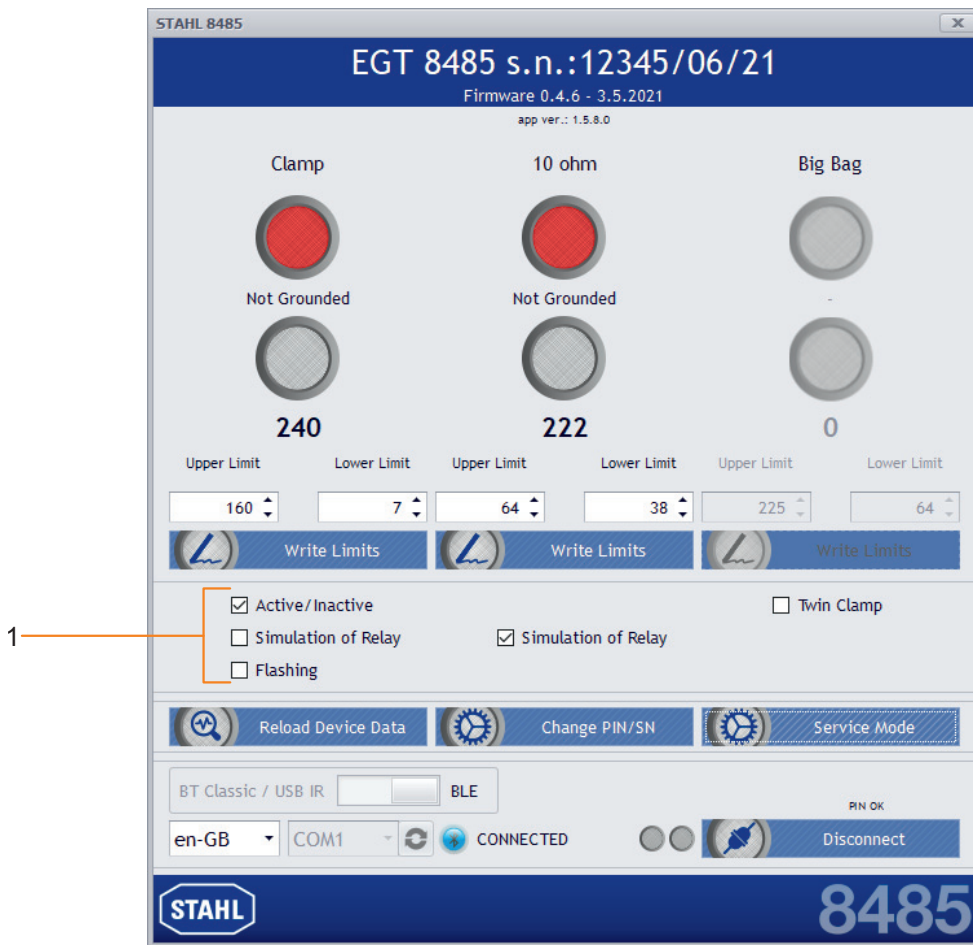 STAHL 8485
EGT 8485 s.n.:12345/06/21
Firmware 0.4.6 - 3.5.2021
app ver.: 1.5.8.0
Clamp 10 ohm Big Bag
Not Grounded Not Grounded -
240 222 0
Upper Limit Lower Limit Upper Limit Lower Limit Upper Limit Lower Limit
160 7 64 38 225 64
Write Limits Write Limits Write Limits
Active/Inactive Twin Clamp
1 Simulation of Relay Simulation of Relay
Flashing
Reload Device Data Change PIN/SN Service Mode
BT Classic / USB IR BLE
PIN OK
en-GB COM1 CONNECTED Disconnect
STAHL 8485